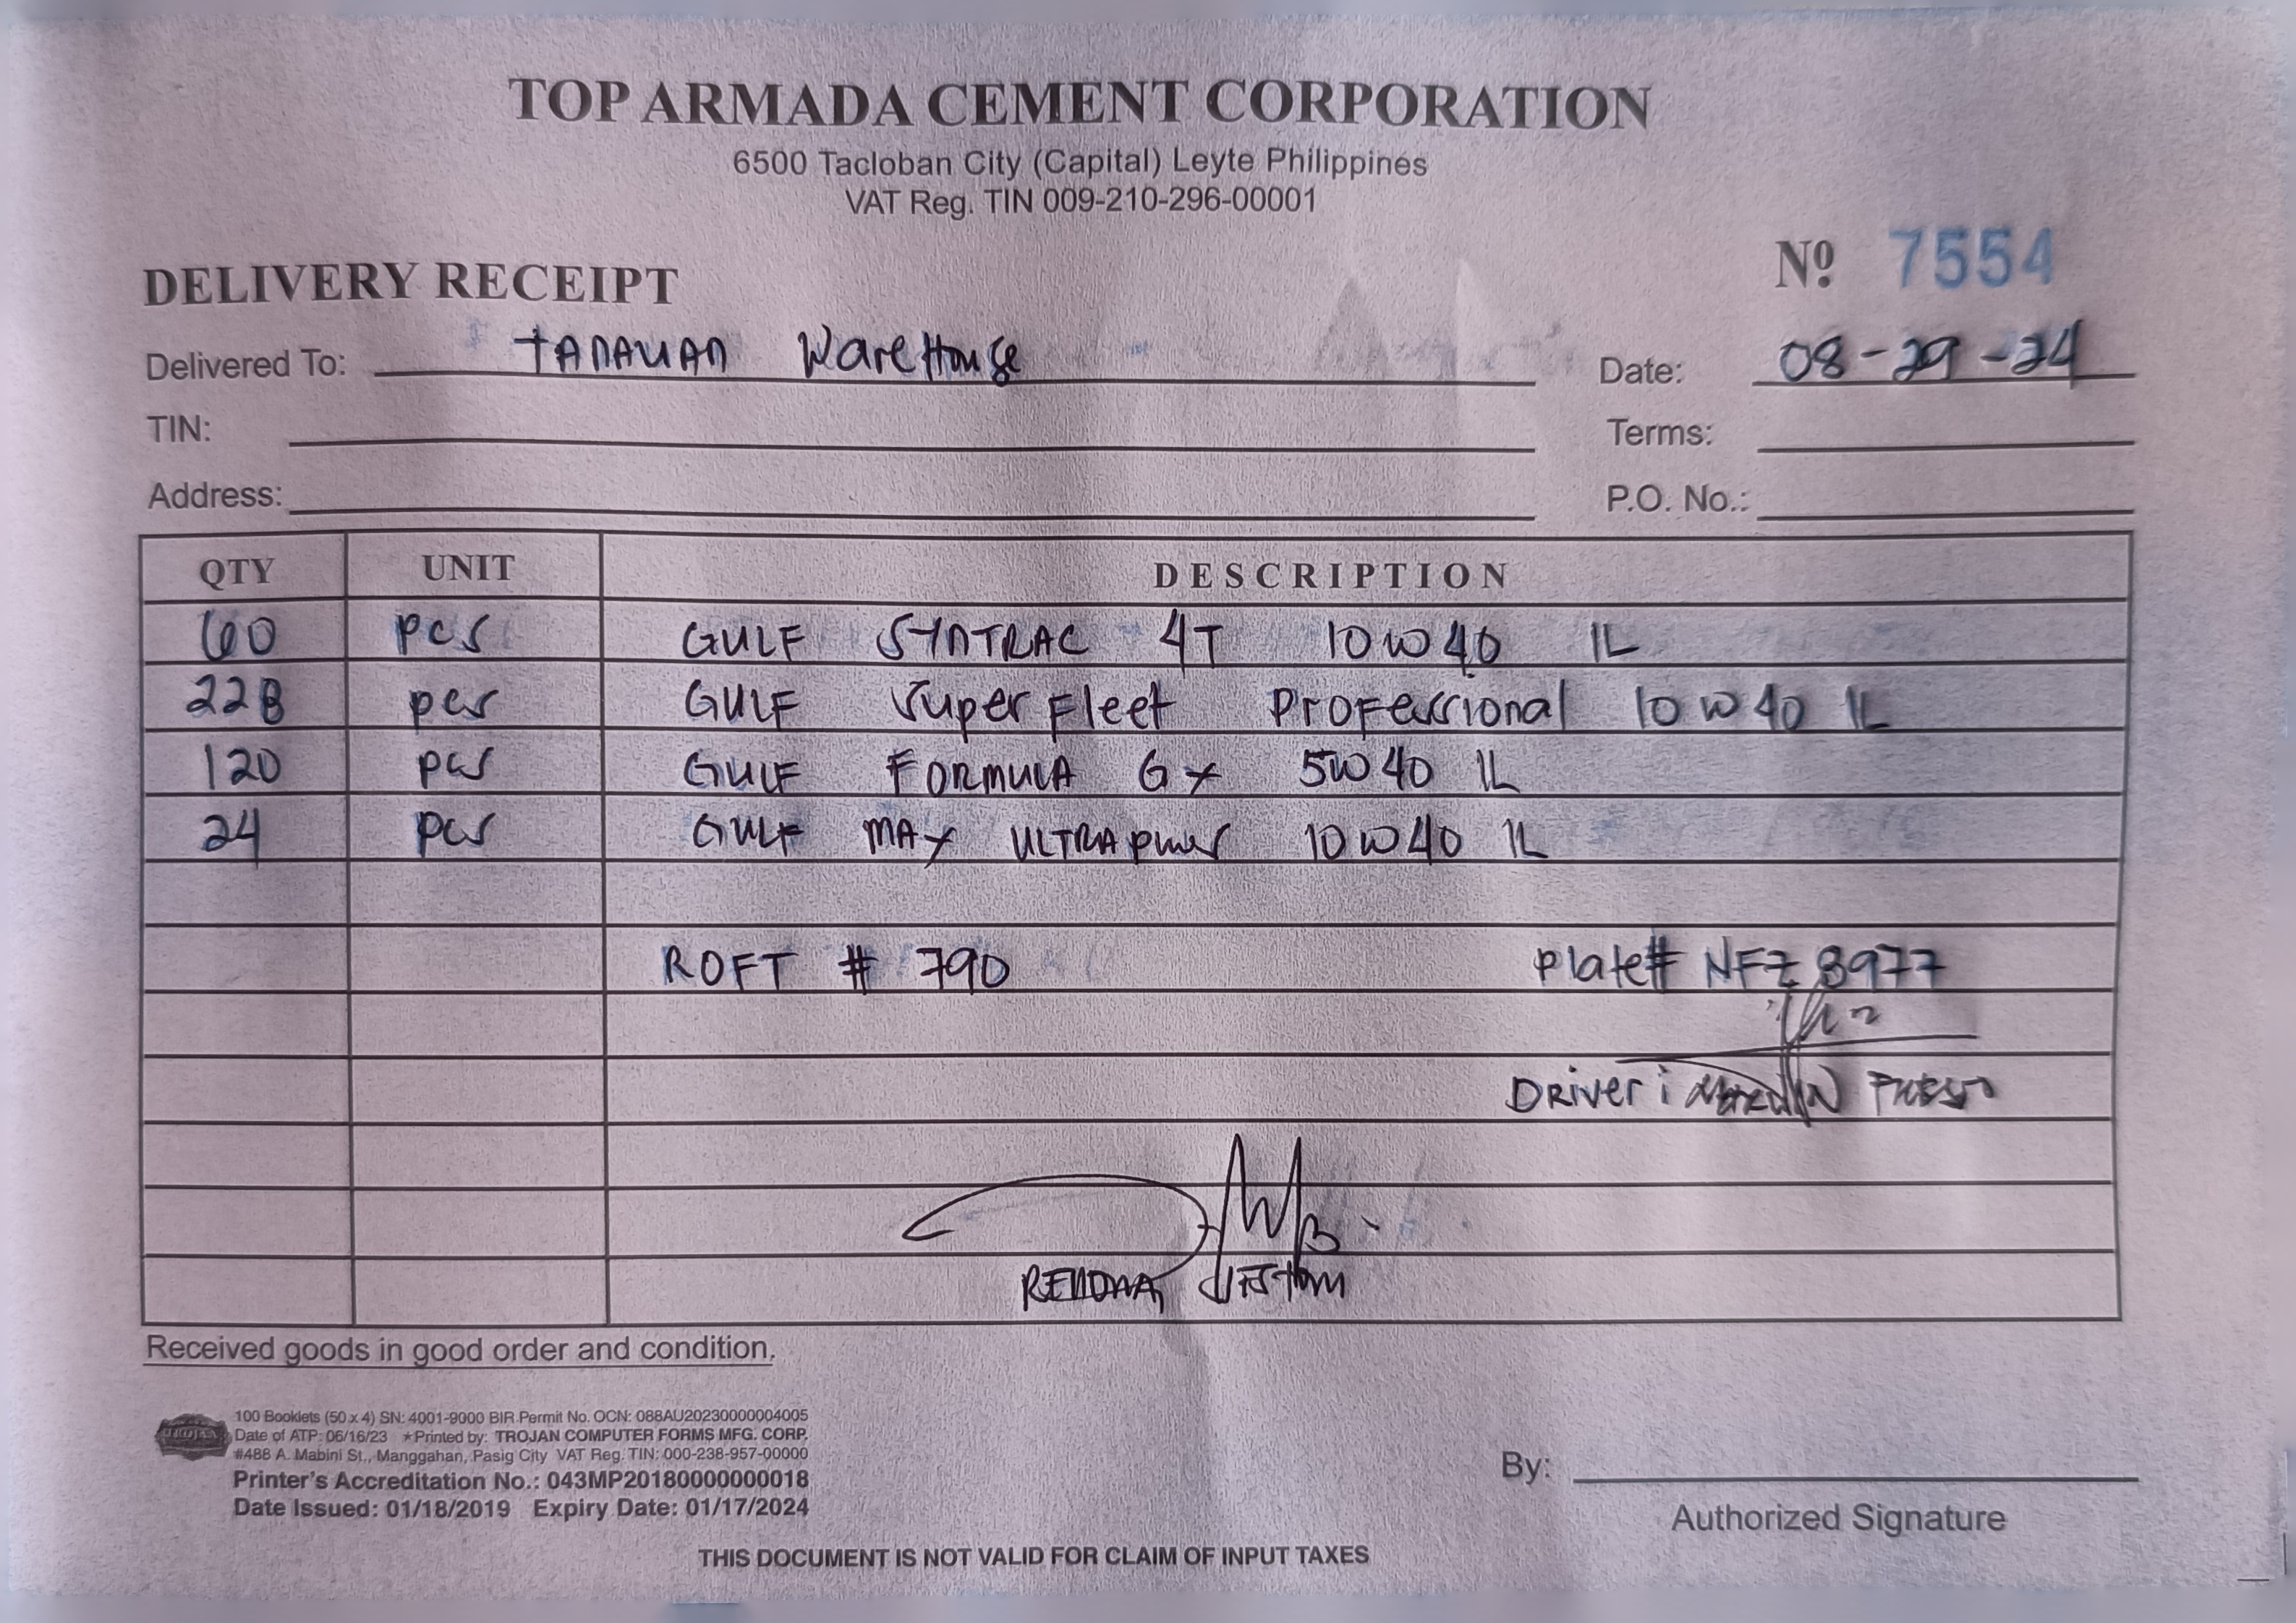 TOP ARMADA CEMENT CORPORATION
6500 Tacloban City (Capital) Leyte Philippines
VAT Reg. TIN 009-210-296-00001
DELIVERY RECEIPT
Nº 7554
Delivered To: TANAUAN WareHouse
Date: 08-29-24
TIN:
Terms:
Address:
P.O. No.:
QTY UNIT DESCRIPTION
60 pcs GULF SYNTRAC 4T 10W40 1L
228 pcs GULF Super Fleet Professional 10W40 1L
120 pcs GULF FORMULA GX 5W40 1L
24 pcs GULF MAX ULTRA 10W40 1L
ROFT # 790 Plate# NFZ 8977
Driver:
Received goods in good order and condition.
TROJAN
100 Booklets (50 x 4) SN: 4001-9000 BIR Permit No. OCN: 088AU20230000004005
Date of ATP: 06/16/23 ★Printed by: TROJAN COMPUTER FORMS MFG. CORP.
#488 A. Mabini St., Manggahan, Pasig City VAT Reg. TIN: 000-238-957-00000
Printer's Accreditation No.: 043MP20180000000018
Date Issued: 01/18/2019 Expiry Date: 01/17/2024
By:
Authorized Signature
THIS DOCUMENT IS NOT VALID FOR CLAIM OF INPUT TAXES